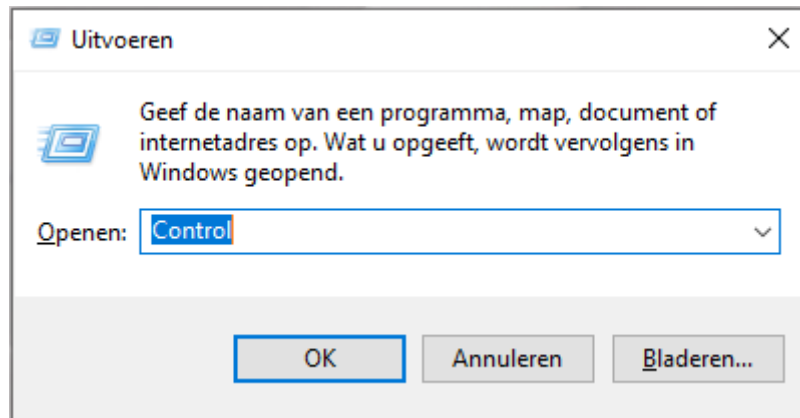 Uitvoeren
Geef de naam van een programma, map, document of
internetadres op. Wat u opgeeft, wordt vervolgens in
Windows geopend.
Openen: Control
OK Annuleren Bladeren...